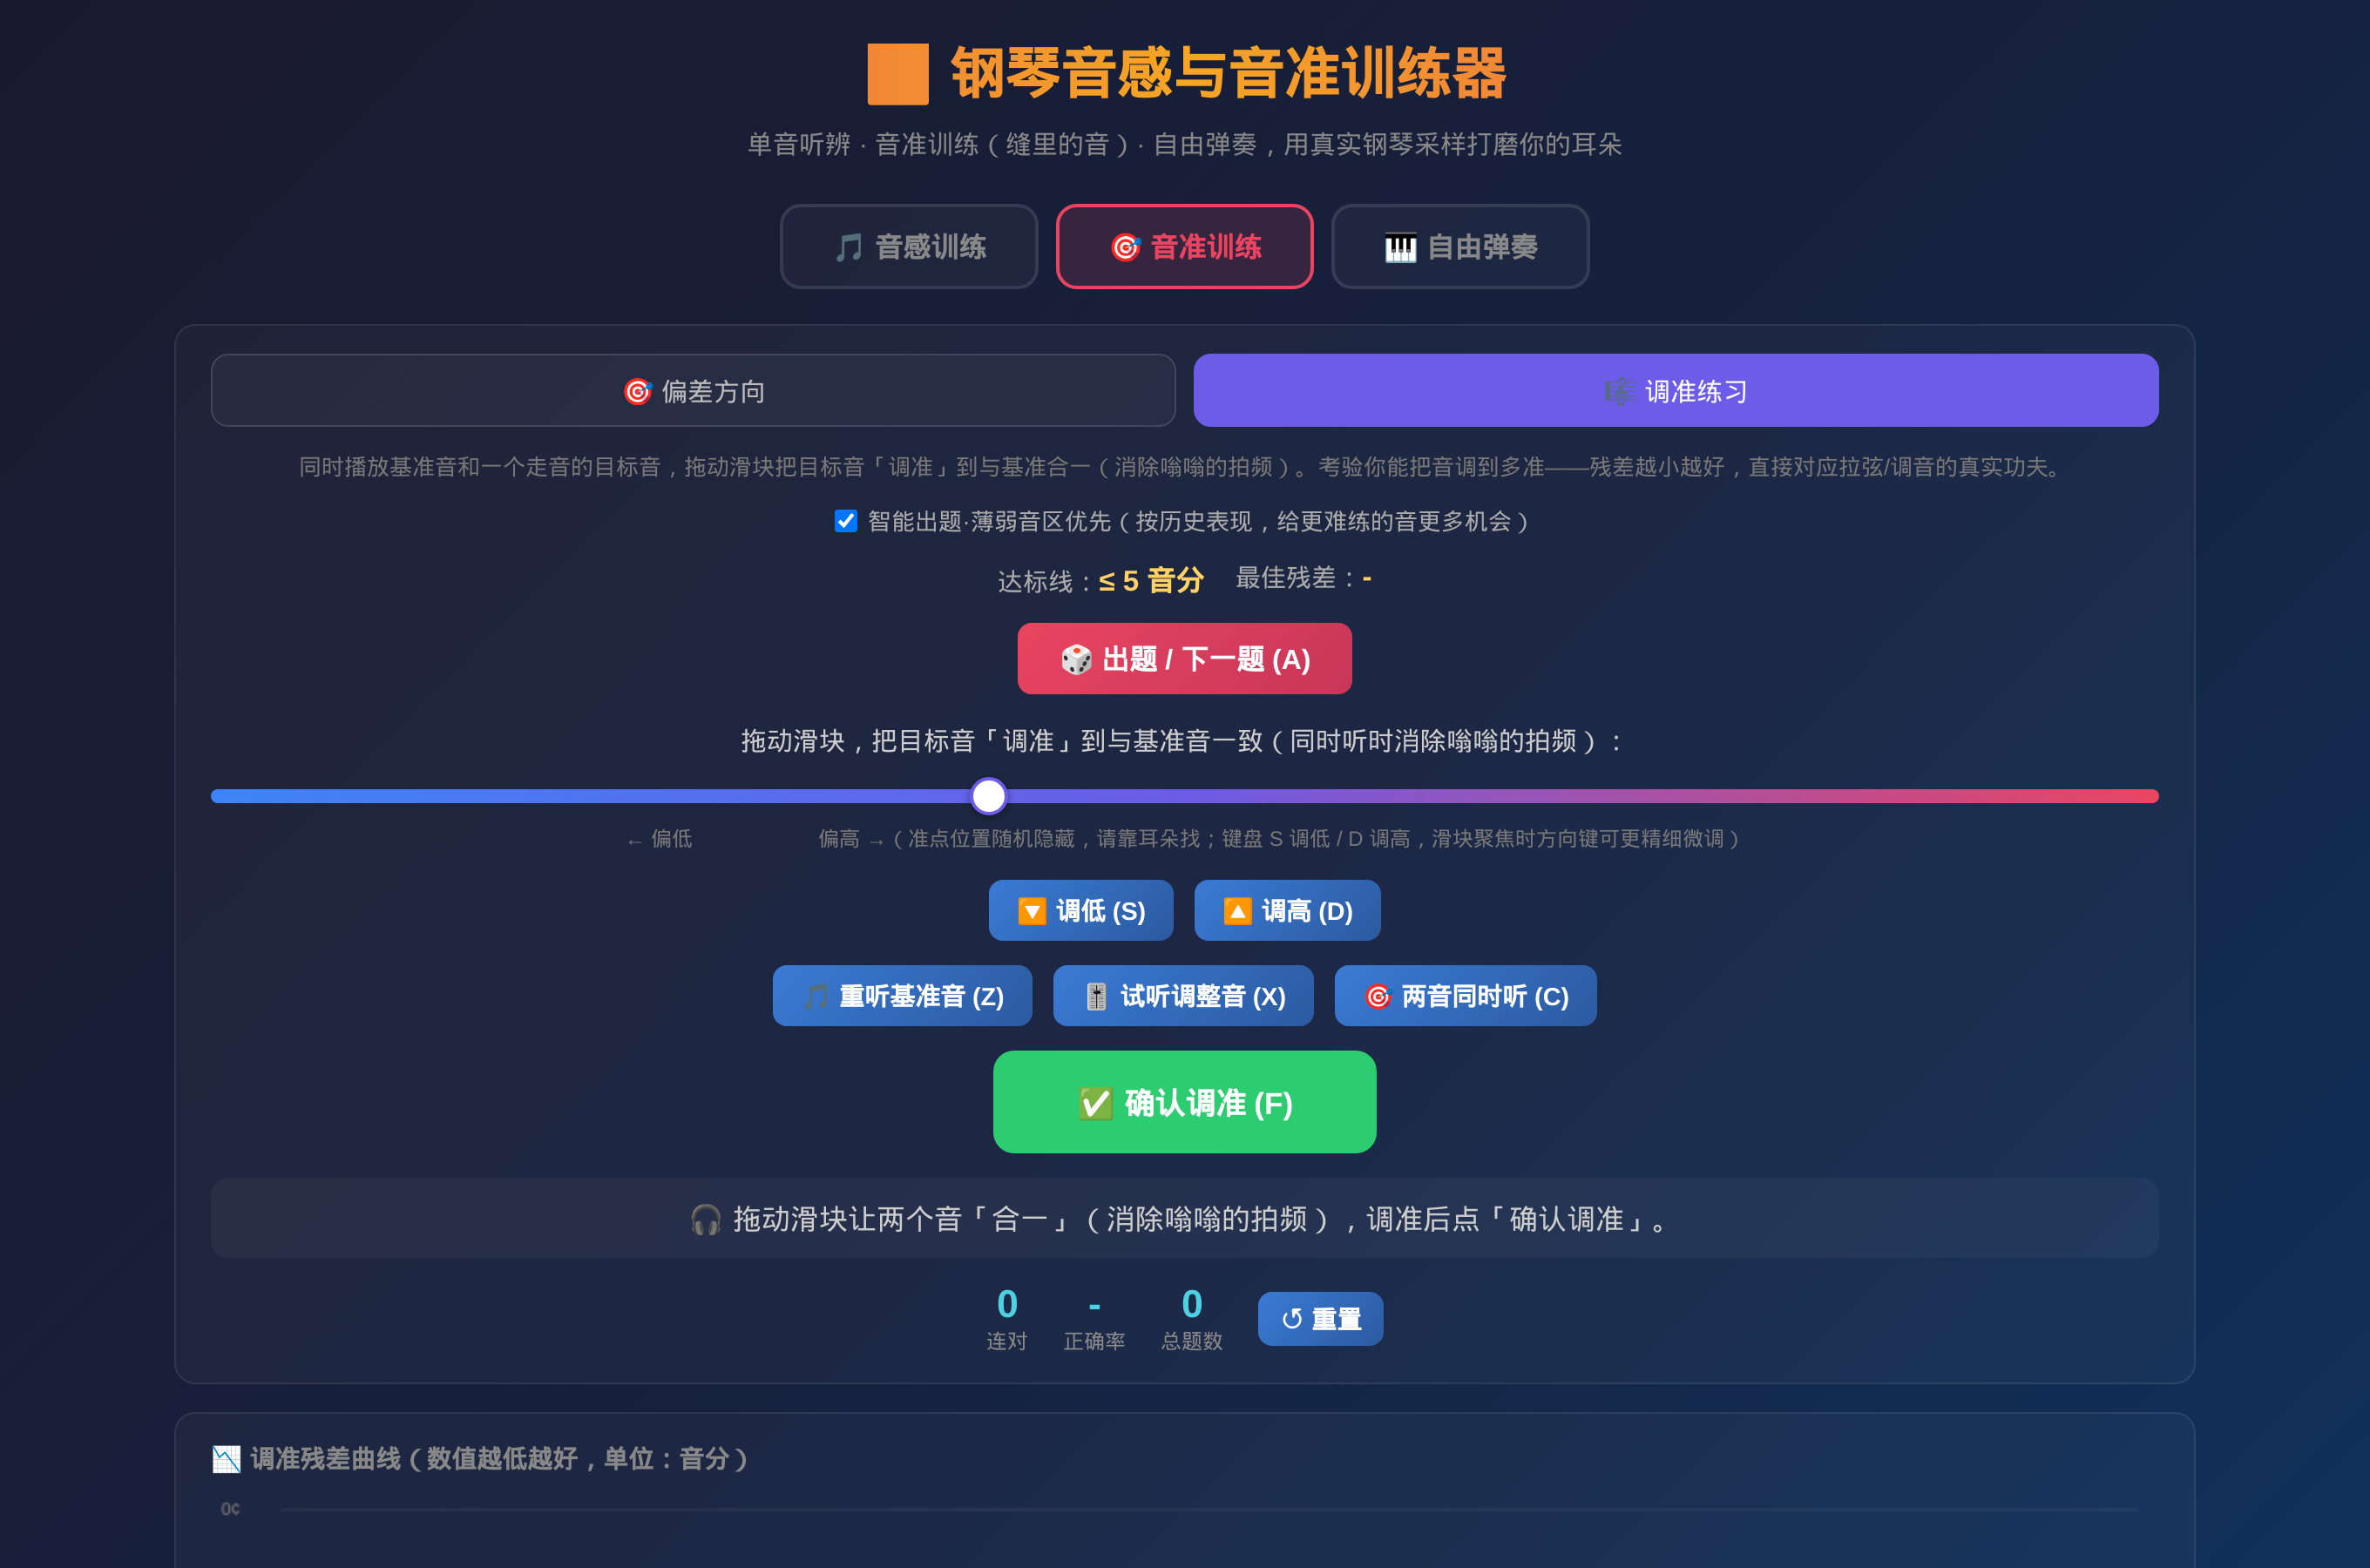 钢琴音感与音准训练器
单音听辨 · 音准训练（缝里的音）· 自由弹奏，用真实钢琴采样打磨你的耳朵
🎵 音感训练
🎯 音准训练
🎹 自由弹奏
🎯 偏差方向
🎼 调准练习
同时播放基准音和一个走音的目标音，拖动滑块把目标音「调准」到与基准合一（消除嗡嗡的拍频）。考验你能把音调到多准——残差越小越好，直接对应拉弦/调音的真实功夫。
智能出题·薄弱音区优先（按历史表现，给更难练的音更多机会）
达标线：≤ 5 音分 最佳残差：-
🎲 出题 / 下一题 (A)
拖动滑块，把目标音「调准」到与基准音一致（同时听时消除嗡嗡的拍频）：
← 偏低 偏高 →（准点位置随机隐藏，请靠耳朵找；键盘 S 调低 / D 调高，滑块聚焦时方向键可更精细微调）
🔽 调低 (S)
🔼 调高 (D)
🎵 重听基准音 (Z)
🎚 试听调整音 (X)
🎯 两音同时听 (C)
✅ 确认调准 (F)
🎧 拖动滑块让两个音「合一」（消除嗡嗡的拍频），调准后点「确认调准」。
0 - 0
连对 正确率 总题数
↺ 重置
📉 调准残差曲线（数值越低越好，单位：音分）
0¢